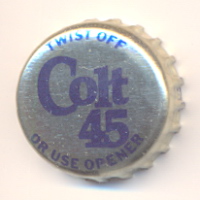 TWIST OFF
Colt
45
OR USE OPENER